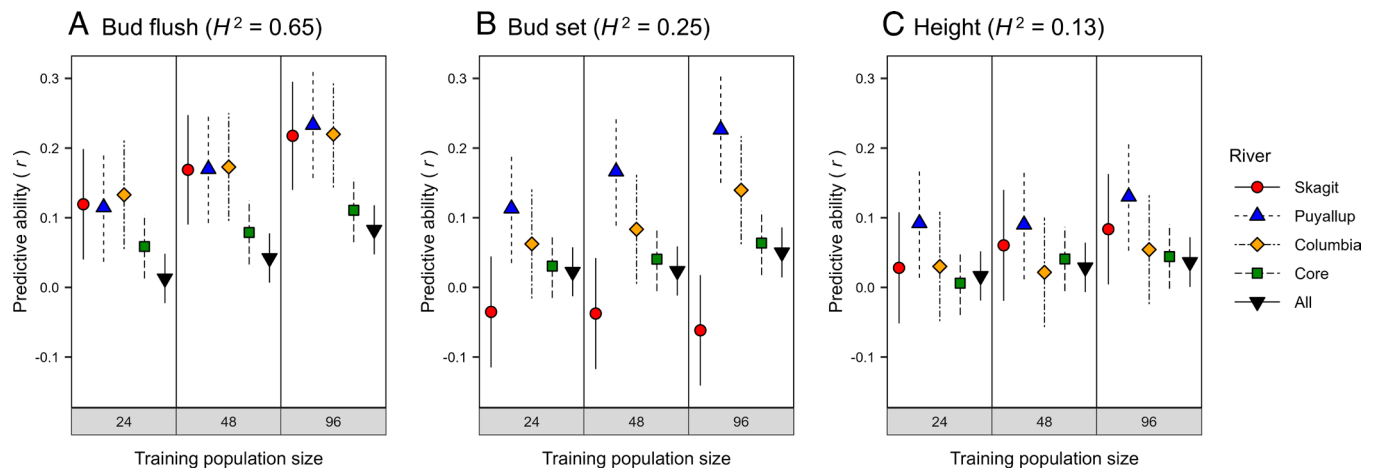 A Bud flush (H² = 0.65)
Predictive ability ( r )
0.3
0.2
0.1
0.0
-0.1
24 48 96
Training population size
B Bud set (H² = 0.25)
Predictive ability ( r )
0.3
0.2
0.1
0.0
-0.1
24 48 96
Training population size
C Height (H² = 0.13)
Predictive ability ( r )
0.3
0.2
0.1
0.0
-0.1
24 48 96
Training population size
River
Skagit
Puyallup
Columbia
Core
All